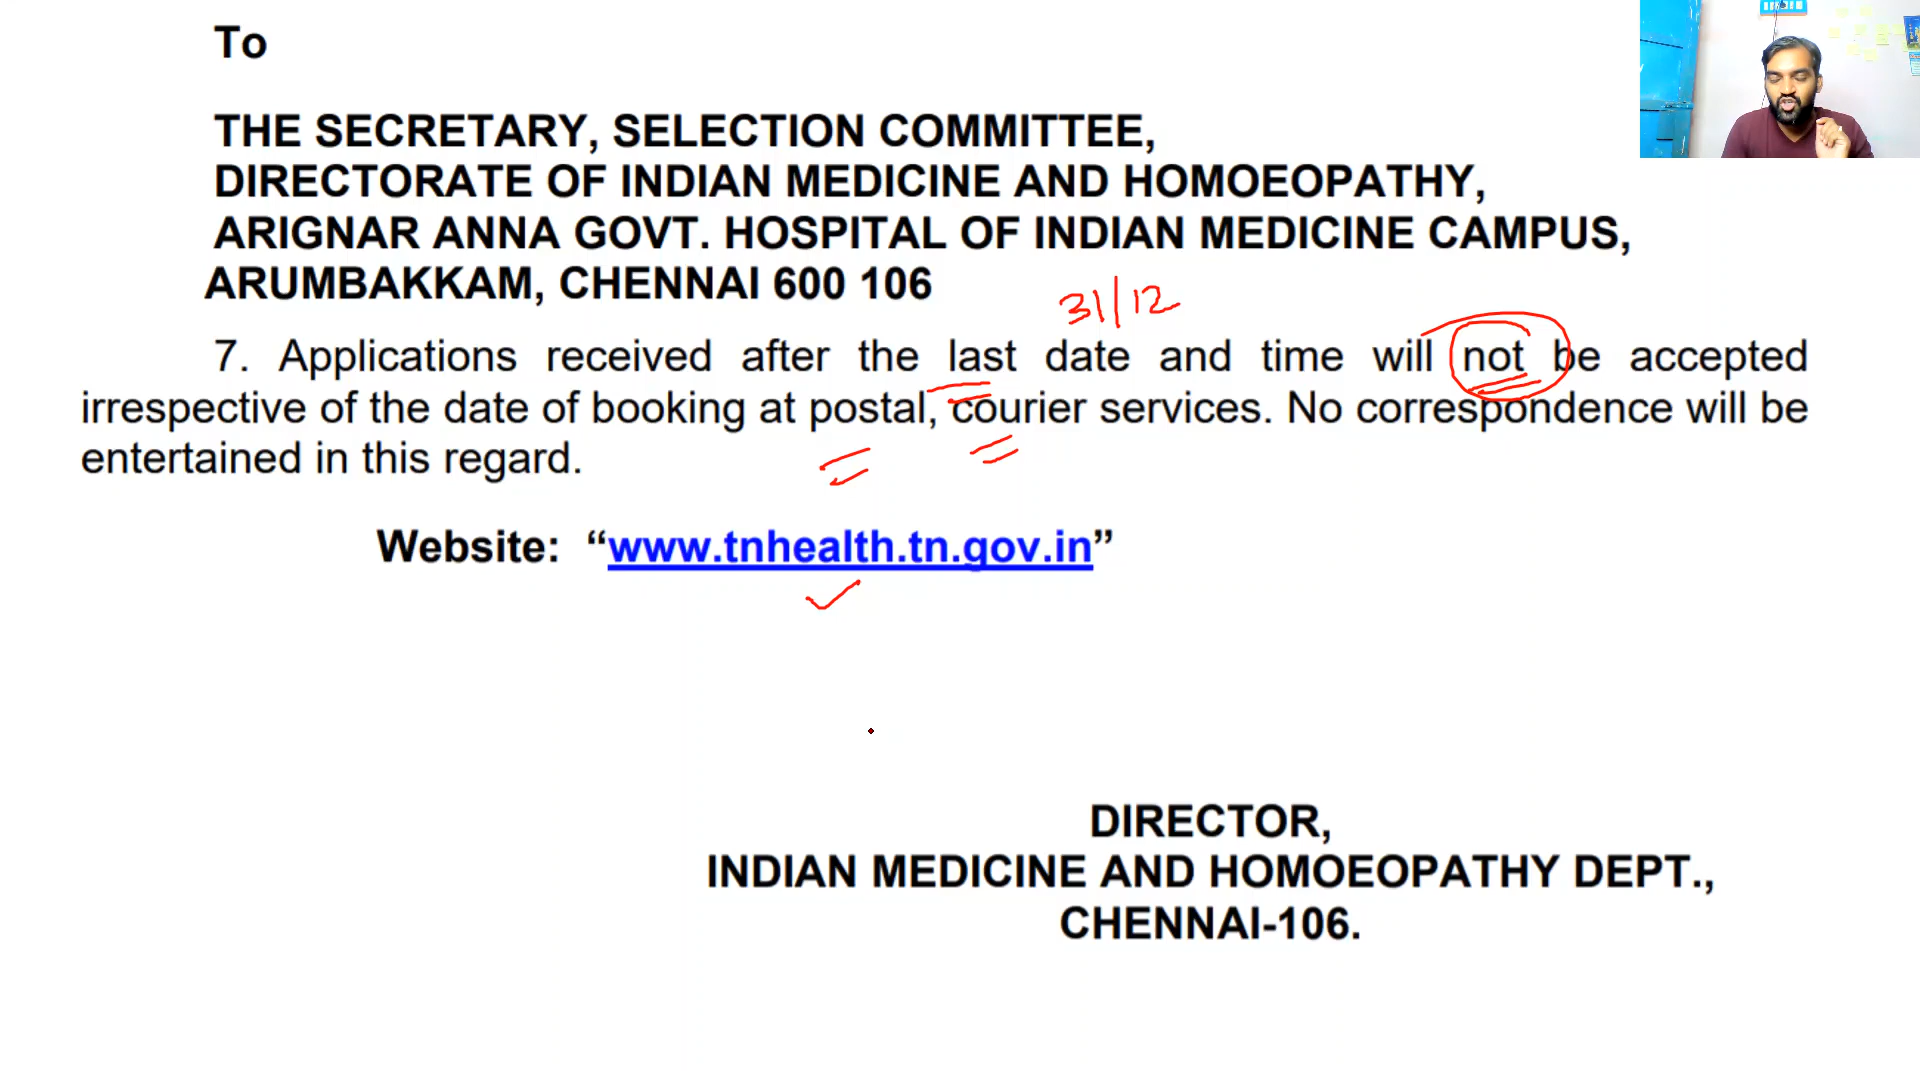 To
THE SECRETARY, SELECTION COMMITTEE,
DIRECTORATE OF INDIAN MEDICINE AND HOMOEOPATHY,
ARIGNAR ANNA GOVT. HOSPITAL OF INDIAN MEDICINE CAMPUS,
ARUMBAKKAM, CHENNAI 600 106
31/12
7. Applications received after the last date and time will not be accepted
irrespective of the date of booking at postal, courier services. No correspondence will be
entertained in this regard.
Website: “www.tnhealth.tn.gov.in”
DIRECTOR,
INDIAN MEDICINE AND HOMOEOPATHY DEPT.,
CHENNAI-106.